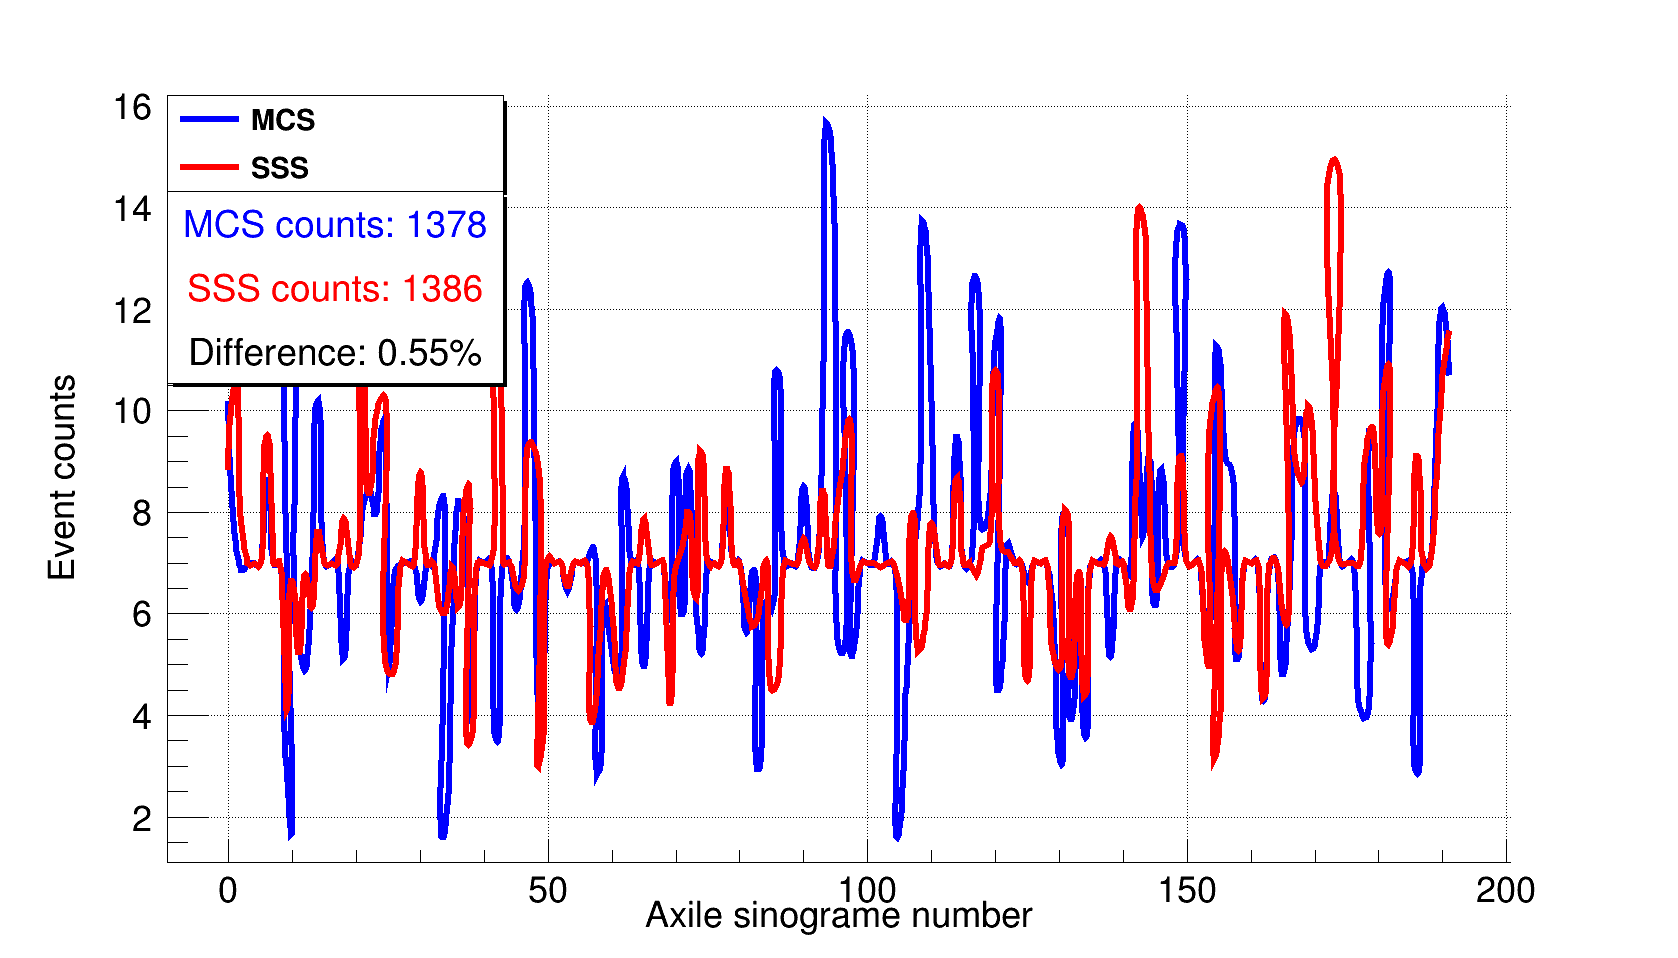 16
14
12
10
8
6
4
2
Event counts
MCS
SSS
MCS counts: 1378
SSS counts: 1386
Difference: 0.55%
0 50 100 150 200
Axile sinograme number